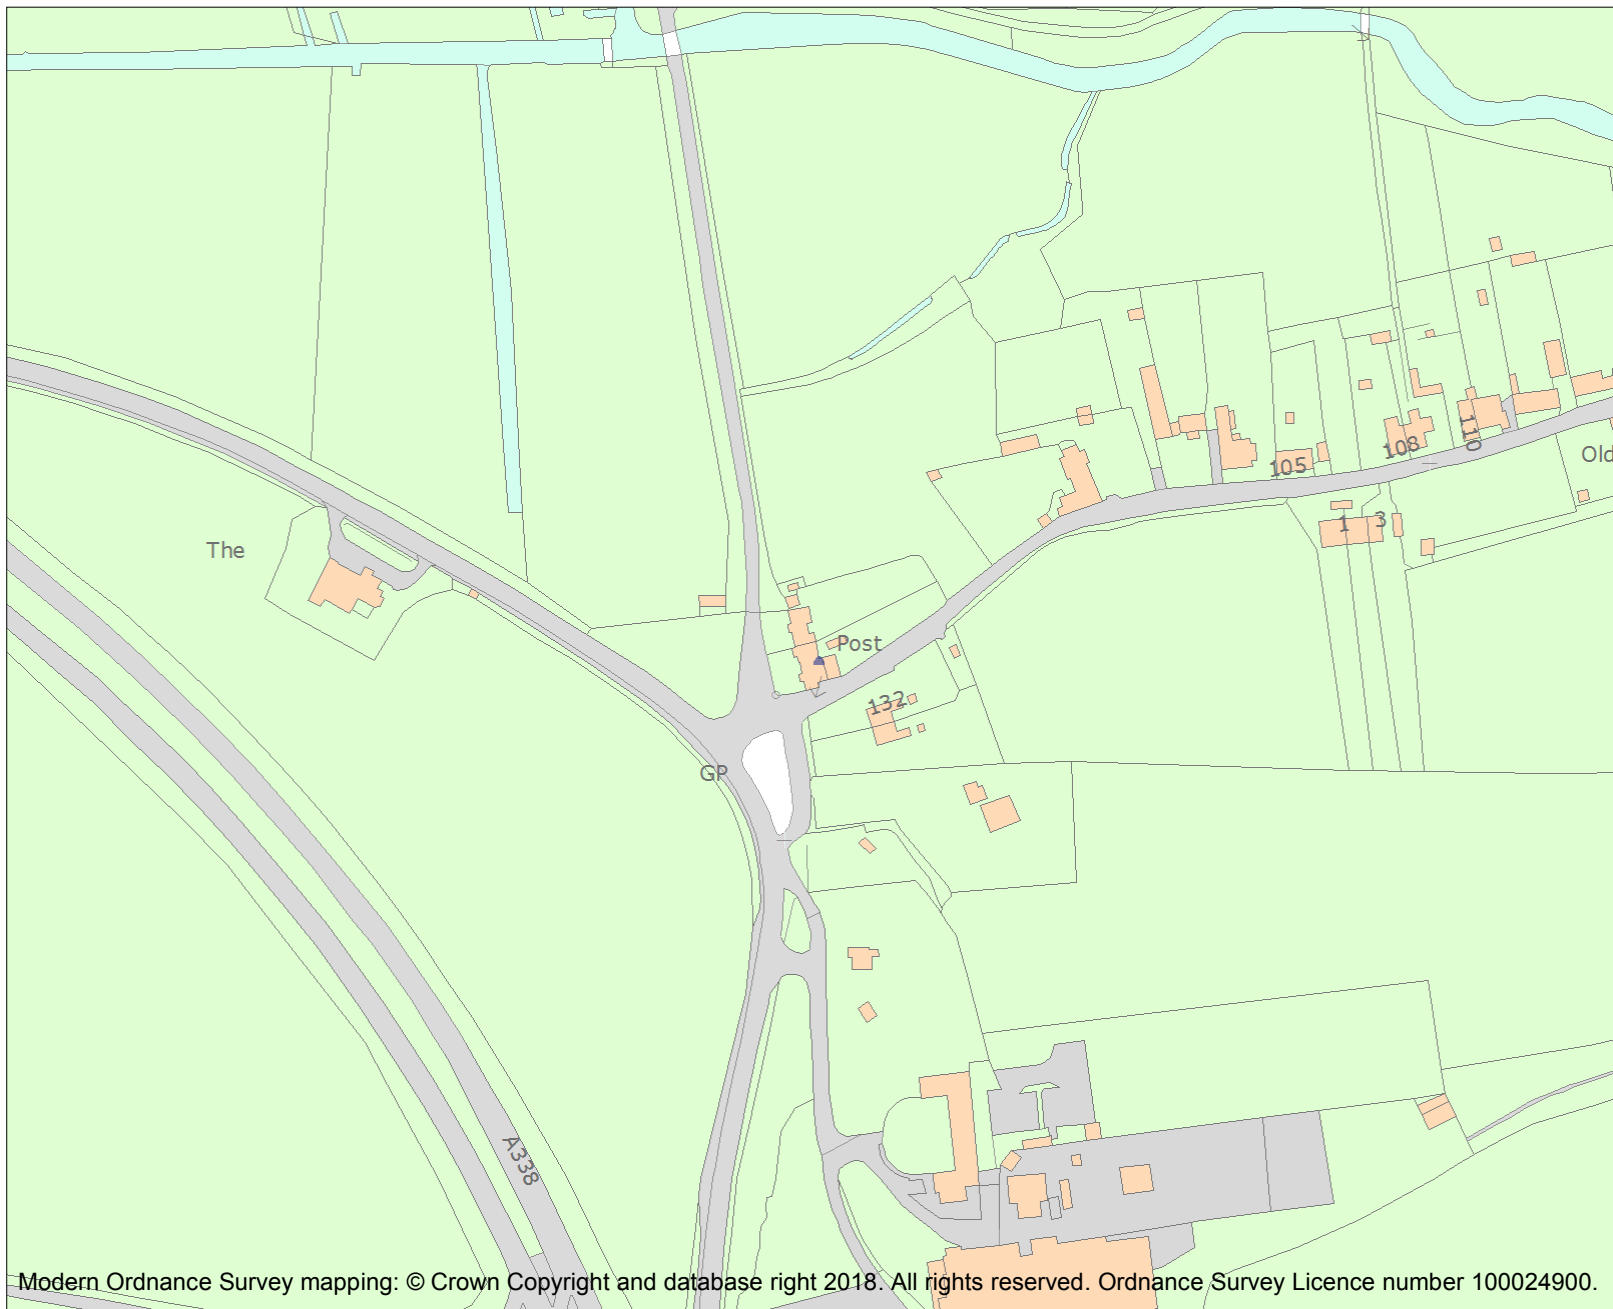 108
110
105
Old
1
3
The
Post
132
GP
A338
Modern Ordnance Survey mapping: © Crown Copyright and database right 2018. All rights reserved. Ordnance Survey Licence number 100024900.